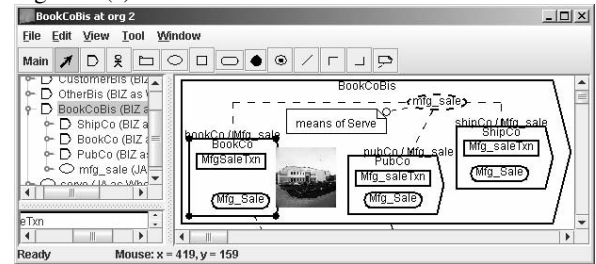 BookCoBis at org 2
File Edit View Tool Window
Main
CustomerBis (BIZ a
OtherBis (BIZ as
BookCoBis (BIZ a
ShipCo (BIZ a
BookCo (BIZ
PubCo (BIZ as
mfg_sale (JA
serve (JA as Who
eTxn
BookCoBis
mfg_sale
means of Serve
bookCo / Mfg_sale
BookCo
MfgSaleTxn
Mfg_Sale
pubCo / Mfg_sale
PubCo
Mfg_saleTxn
Mfg_Sale
shipCo / Mfg_sale
ShipCo
Mfg_saleTxn
Mfg_Sale
Ready Mouse: x = 419, y = 159